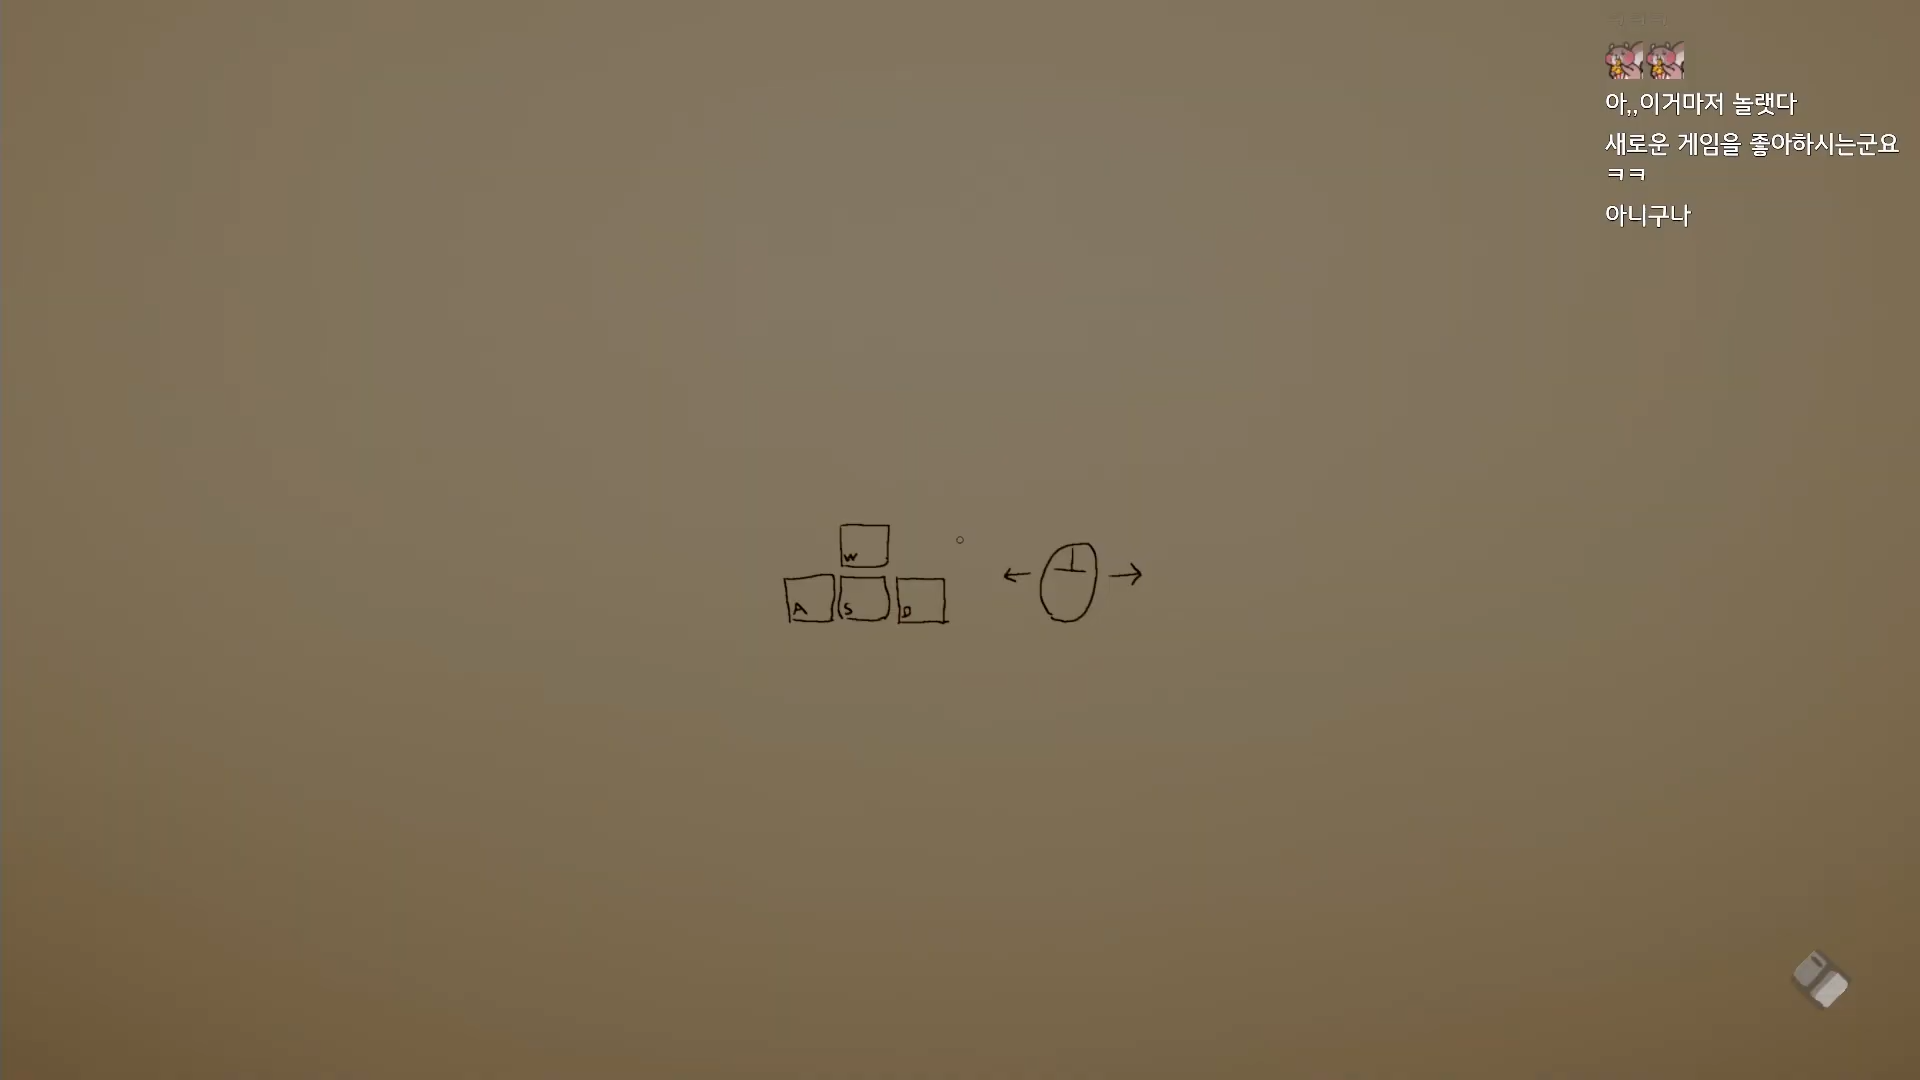 아,,이거마저 놀랫다
새로운 게임을 좋아하시는군요
ㅋㅋ
아니구나
W
A S D